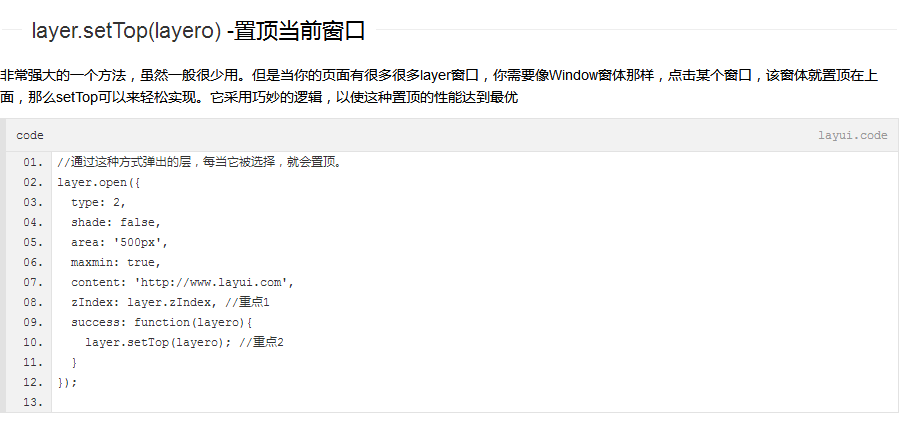 layer.setTop(layero) -置顶当前窗口
非常强大的一个方法，虽然一般很少用。但是当你的页面有很多很多layer窗口，你需要像Window窗体那样，点击某个窗口，该窗体就置顶在上
面，那么setTop可以来轻松实现。它采用巧妙的逻辑，以使这种置顶的性能达到最优
code layui.code
01. //通过这种方式弹出的层，每当它被选择，就会置顶。
02. layer.open({
03.   type: 2,
04.   shade: false,
05.   area: '500px',
06.   maxmin: true,
07.   content: 'http://www.layui.com',
08.   zIndex: layer.zIndex, //重点1
09.   success: function(layero){
10.     layer.setTop(layero); //重点2
11.   }
12. });
13.